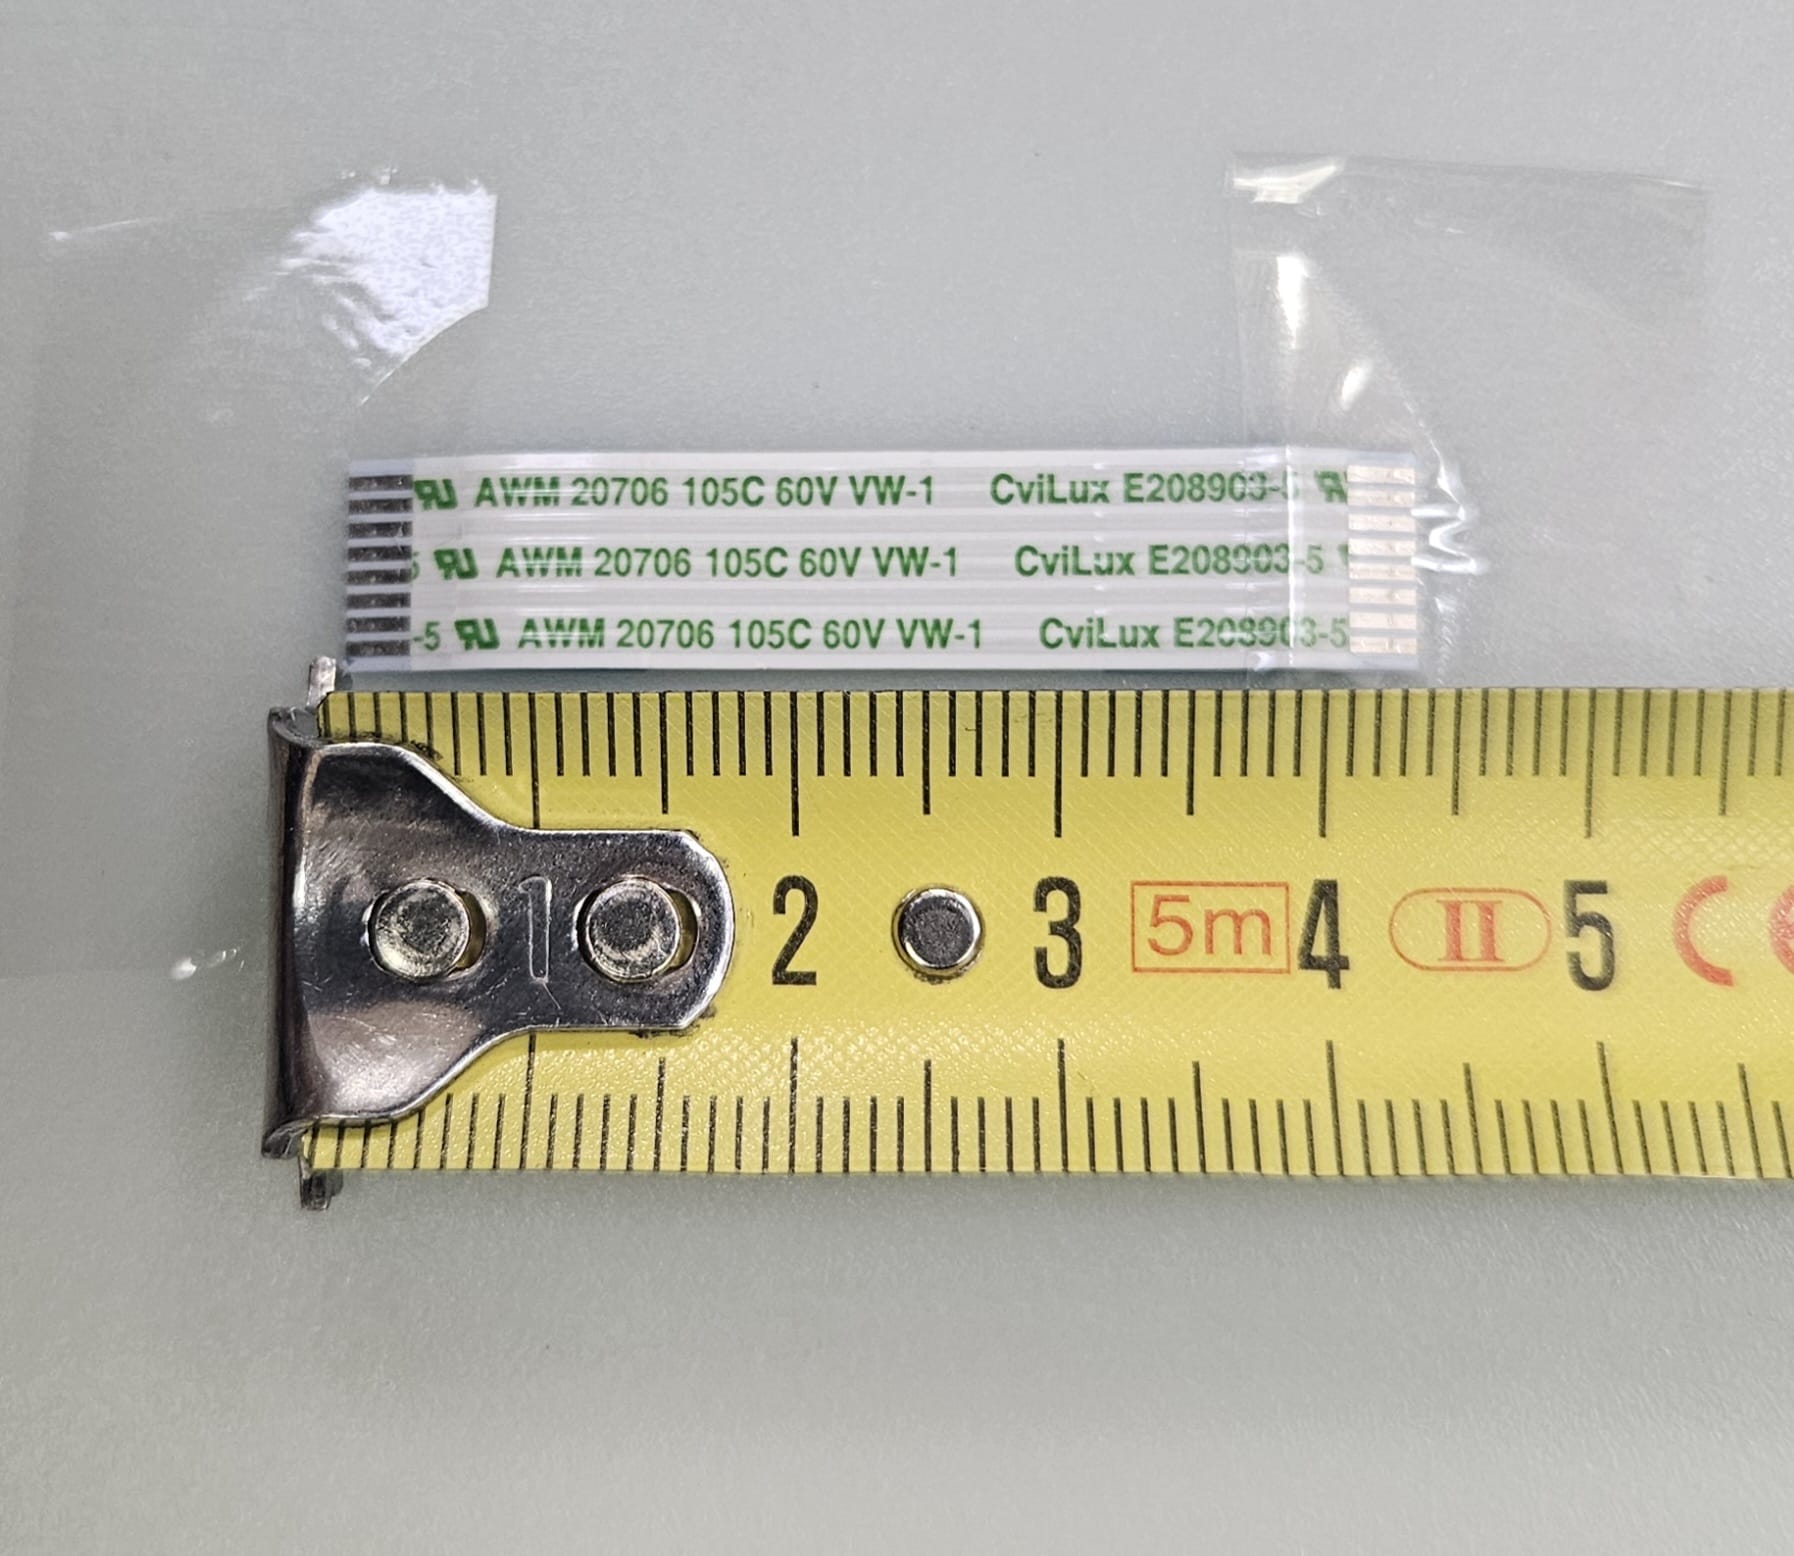 AWM 20706 105C 60V VW-1 CviLux E208903-5
AWM 20706 105C 60V VW-1 CviLux E208903-5
-5 AWM 20706 105C 60V VW-1 CviLux E208903-5
1 2 3 5m 4 II 5 CE